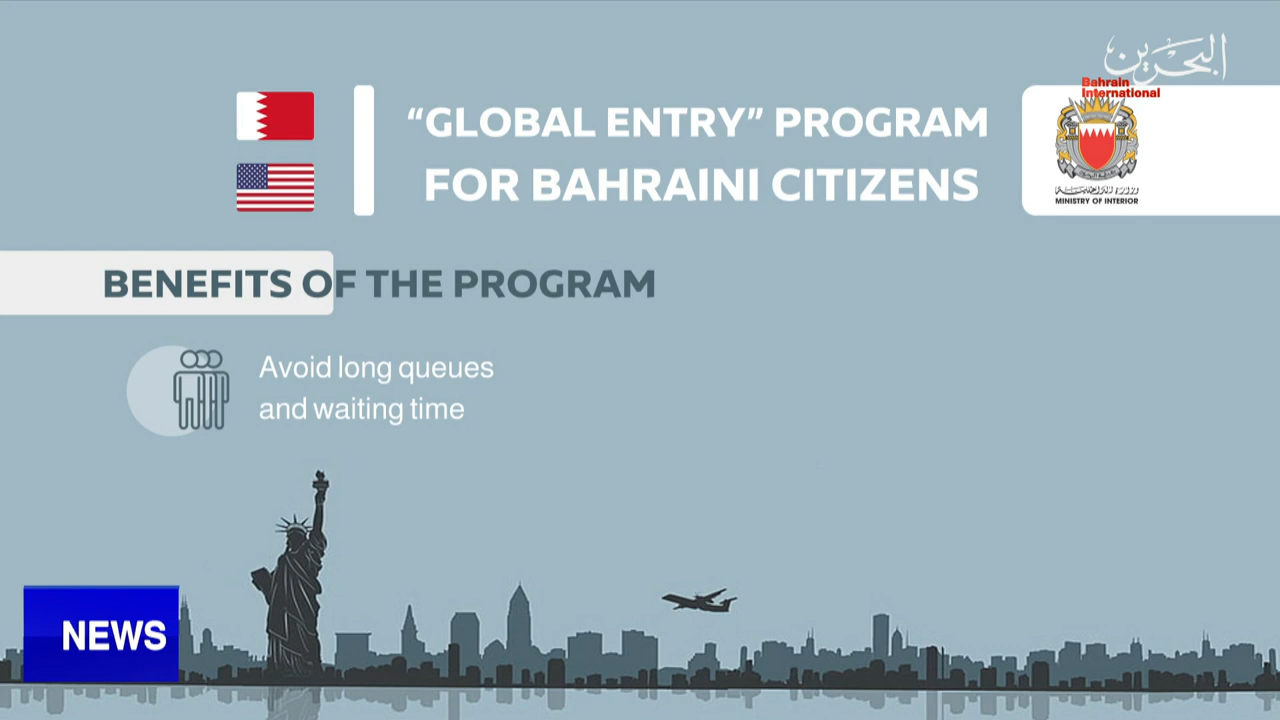 البحرين
Bahrain
International
“GLOBAL ENTRY” PROGRAM
FOR BAHRAINI CITIZENS
MINISTRY OF INTERIOR
BENEFITS OF THE PROGRAM
Avoid long queues
and waiting time
NEWS